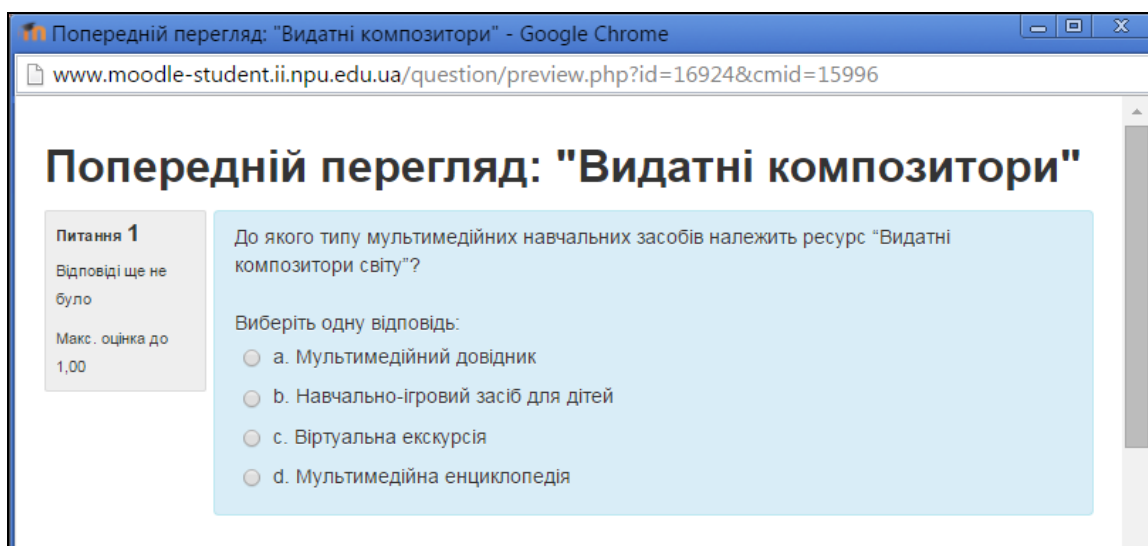 Попередній перегляд: "Видатні композитори" - Google Chrome
www.moodle-student.ii.npu.edu.ua/question/preview.php?id=16924&cmid=15996
Попередній перегляд: "Видатні композитори"
Питання 1
Відповіді ще не
було
Макс. оцінка до
1,00
До якого типу мультимедійних навчальних засобів належить ресурс “Видатні
композитори світу”?
Виберіть одну відповідь:
a. Мультимедійний довідник
b. Навчально-ігровий засіб для дітей
c. Віртуальна екскурсія
d. Мультимедійна енциклопедія